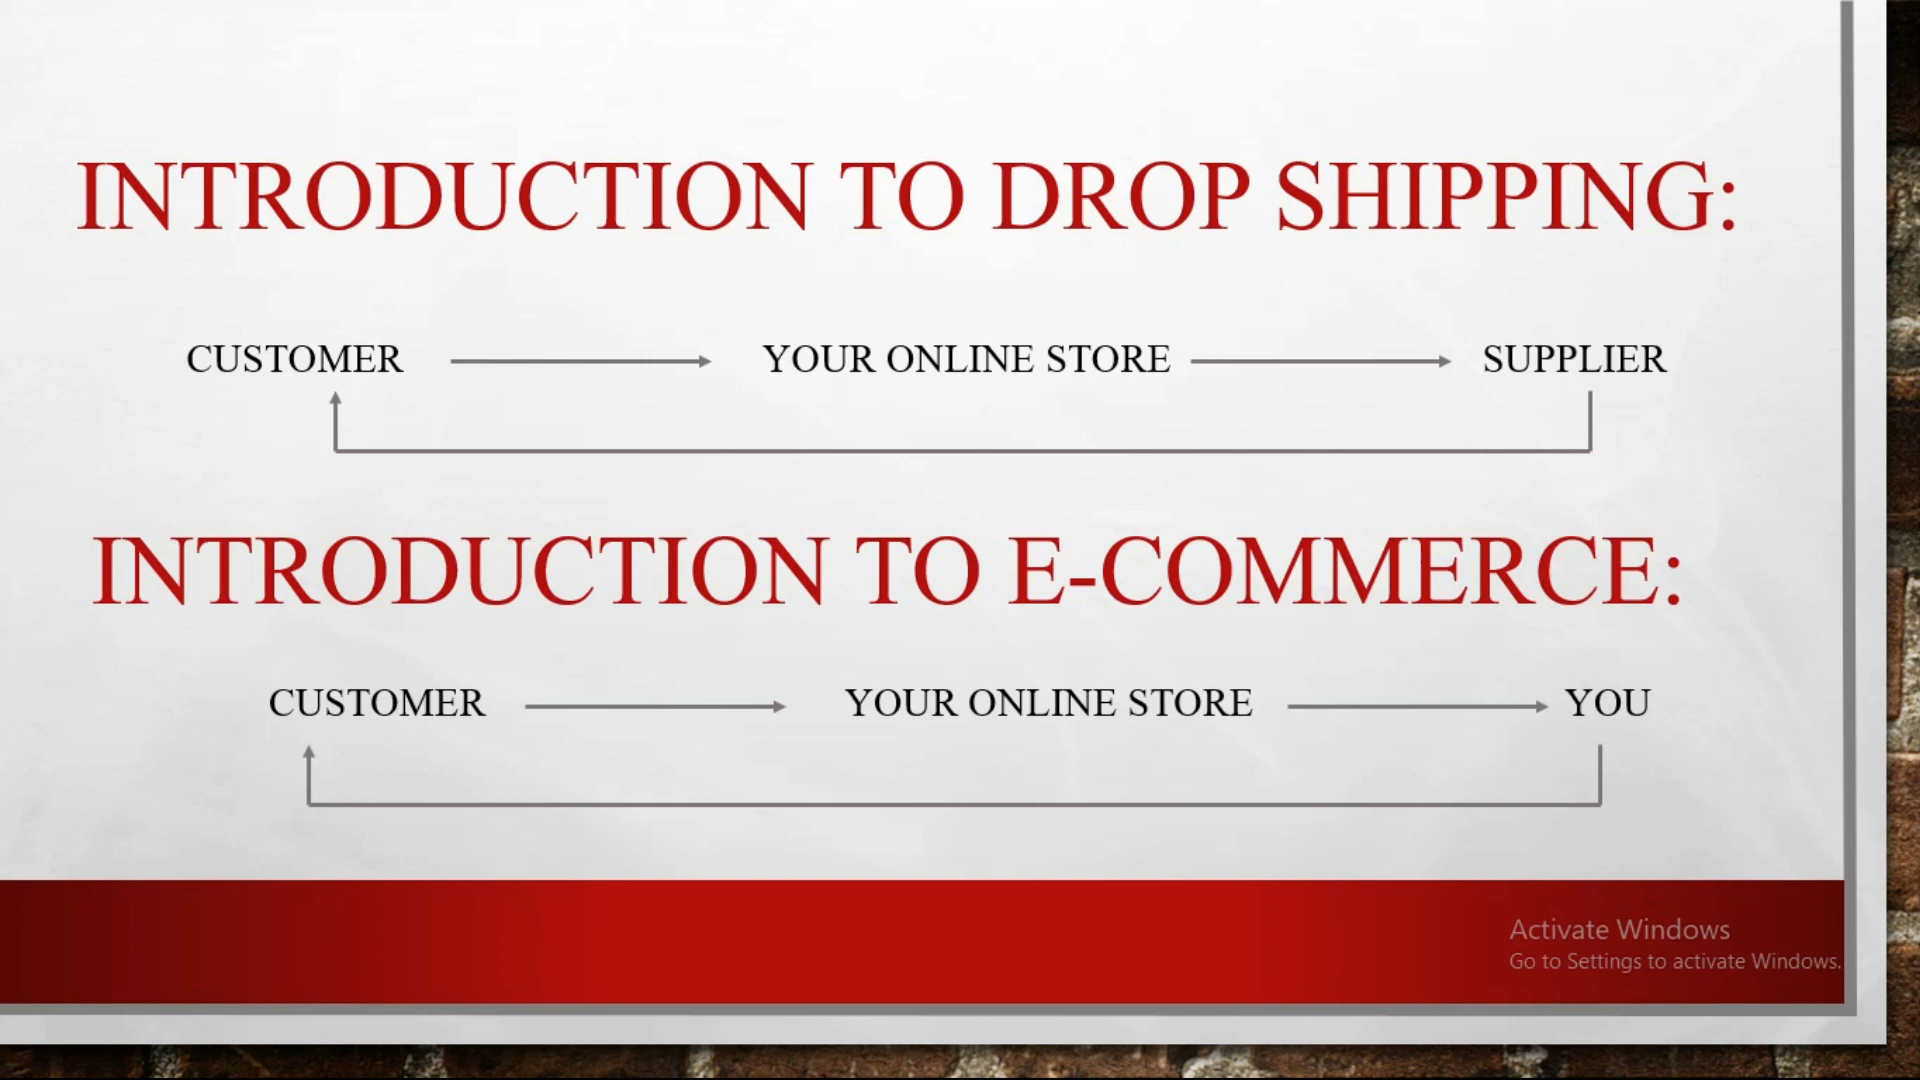 INTRODUCTION TO DROP SHIPPING:
CUSTOMER YOUR ONLINE STORE SUPPLIER
INTRODUCTION TO E-COMMERCE:
CUSTOMER YOUR ONLINE STORE YOU
Activate Windows
Go to Settings to activate Windows.